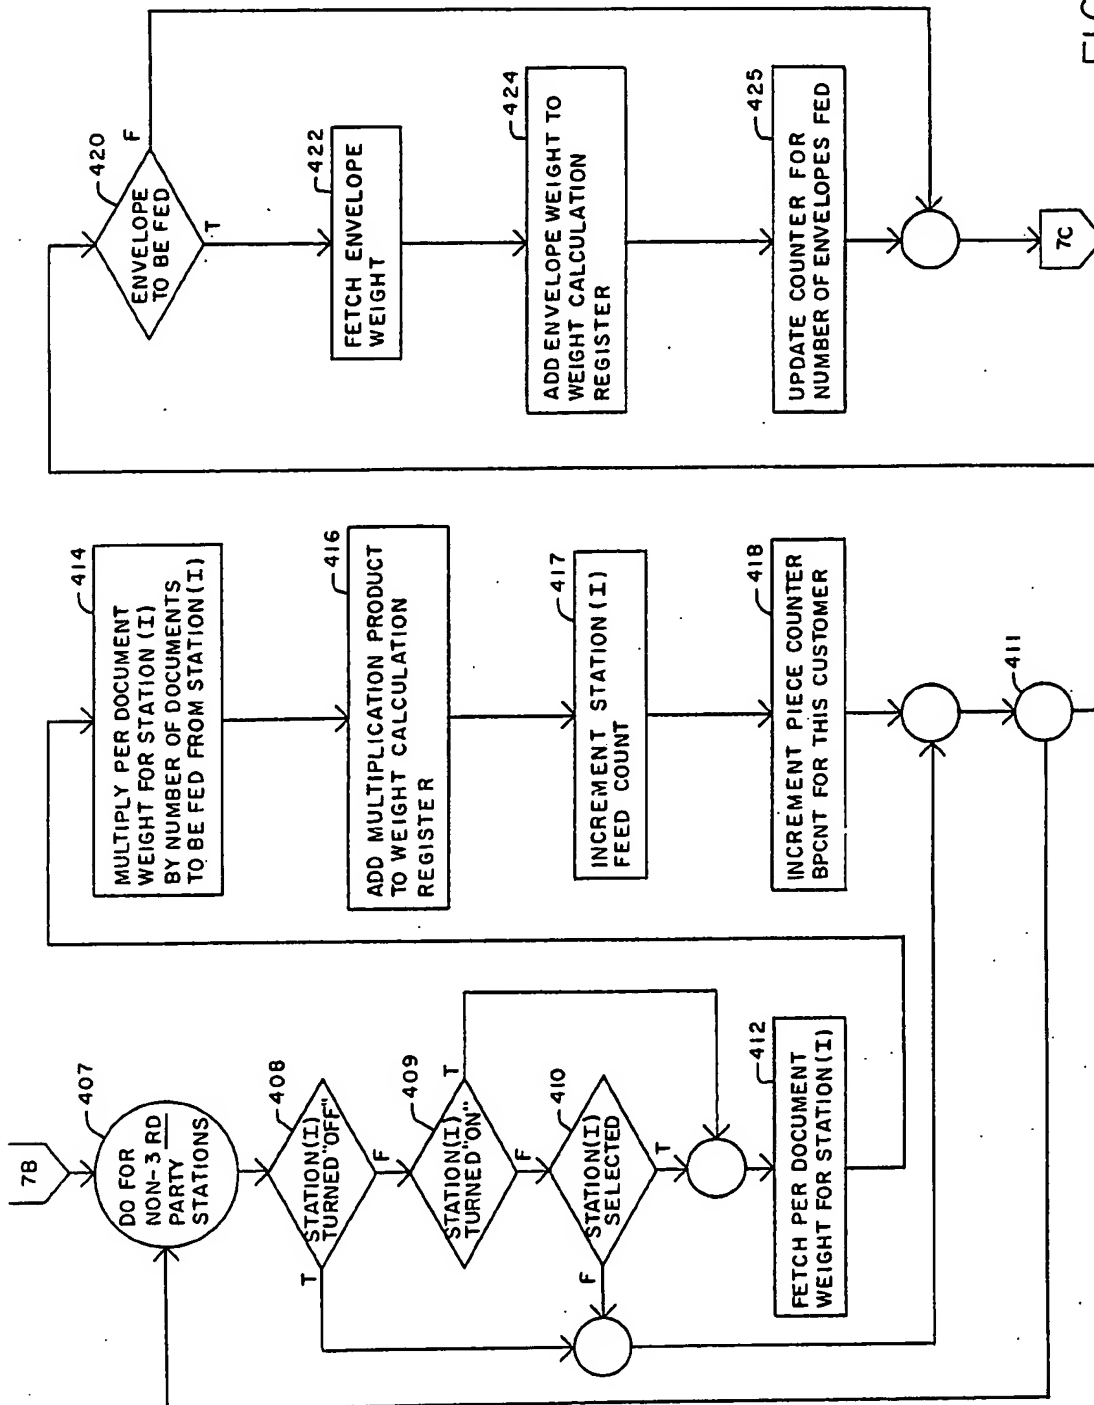 7B
407
DO FOR
NON-3 RD
PARTY
STATIONS
408
STATION(I)
TURNED "OFF"
T
F
409
STATION(I)
TURNED "ON"
T
F
410
STATION(I)
SELECTED
F
T
412
FETCH PER DOCUMENT
WEIGHT FOR STATION(I)
414
MULTIPLY PER DOCUMENT
WEIGHT FOR STATION (I)
BY NUMBER OF DOCUMENTS
TO BE FED FROM STATION(I)
416
ADD MULTIPLICATION PRODUCT
TO WEIGHT CALCULATION
REGISTER
417
INCREMENT STATION(I)
FEED COUNT
418
INCREMENT PIECE COUNTER
BPCNT FOR THIS CUSTOMER
411
420
ENVELOPE
TO BE FED
F
T
422
FETCH ENVELOPE
WEIGHT
424
ADD ENVELOPE WEIGHT TO
WEIGHT CALCULATION
REGISTER
425
UPDATE COUNTER FOR
NUMBER OF ENVELOPES FED
7C